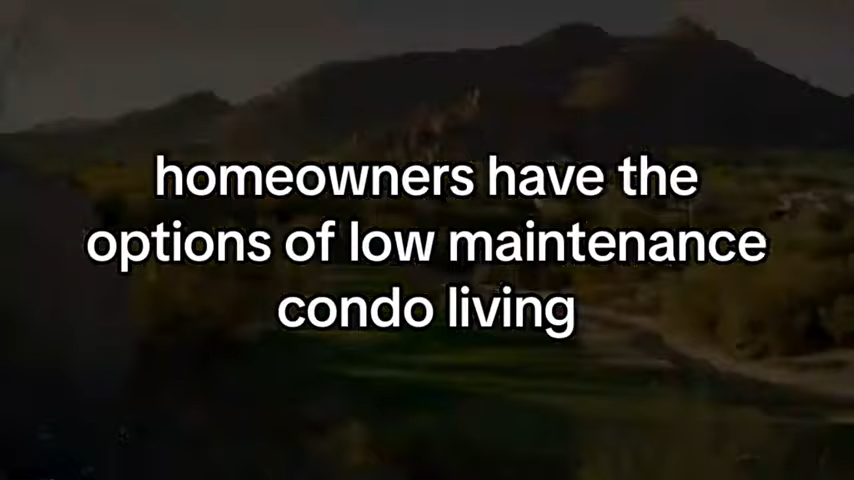 homeowners have the
options of low maintenance
condo living